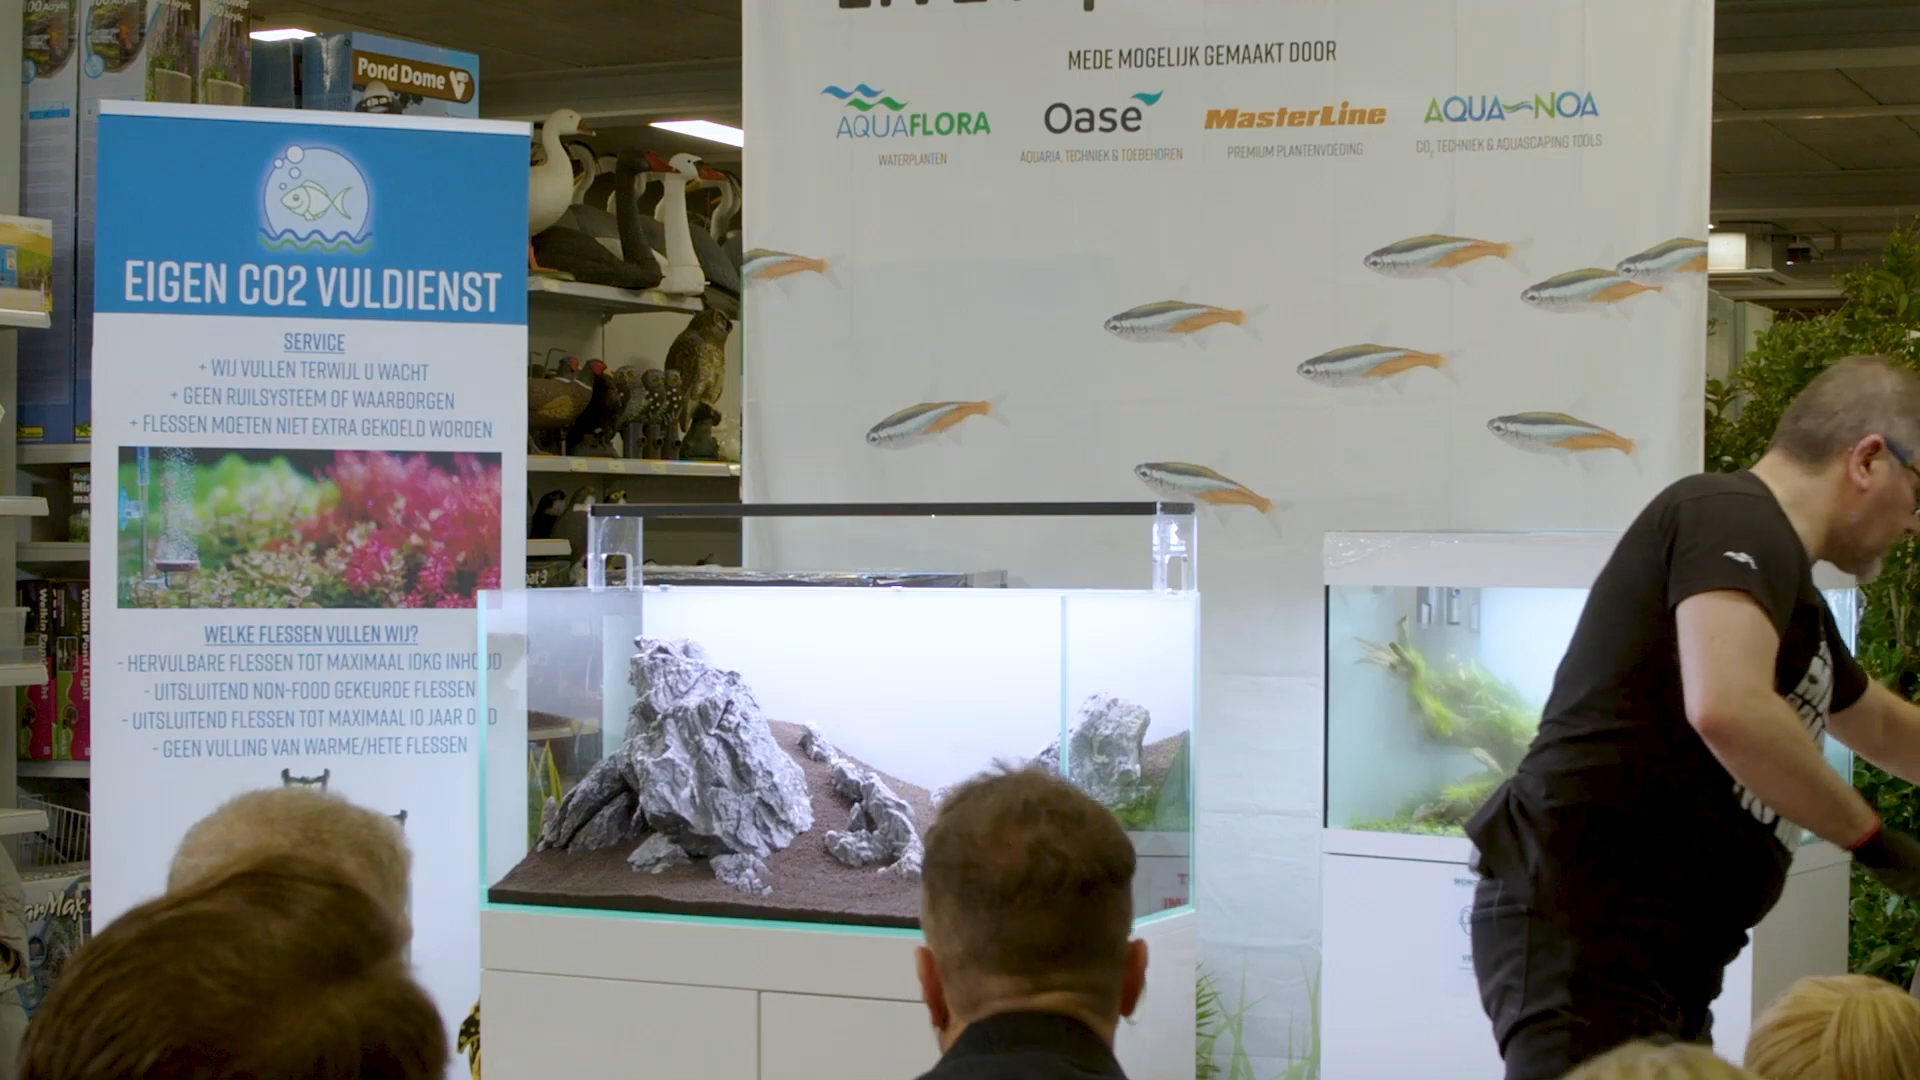 Pond Dome
MEDE MOGELIJK GEMAAKT DOOR
AQUAFLORA
WATERPLANTEN
Oase
AQUARIA, TECHNIEK & TOEBEHOREN
MasterLine
PREMIUM PLANTENVOEDING
AQUA NOA
CO2 TECHNIEK & AQUASCAPING TOOLS
EIGEN CO2 VULDIENST
SERVICE
+ WIJ VULLEN TERWIJL U WACHT
+ GEEN RUILSYSTEEM OF WAARBORGEN
+ FLESSEN MOETEN NIET EXTRA GEKOELD WORDEN
WELKE FLESSEN VULLEN WIJ?
- HERVULBARE FLESSEN TOT MAXIMAAL 10KG INHOUD
- UITSLUITEND NON-FOOD GEKEURDE FLESSEN
- UITSLUITEND FLESSEN TOT MAXIMAAL 10 JAAR OUD
- GEEN VULLING VAN WARME/HETE FLESSEN